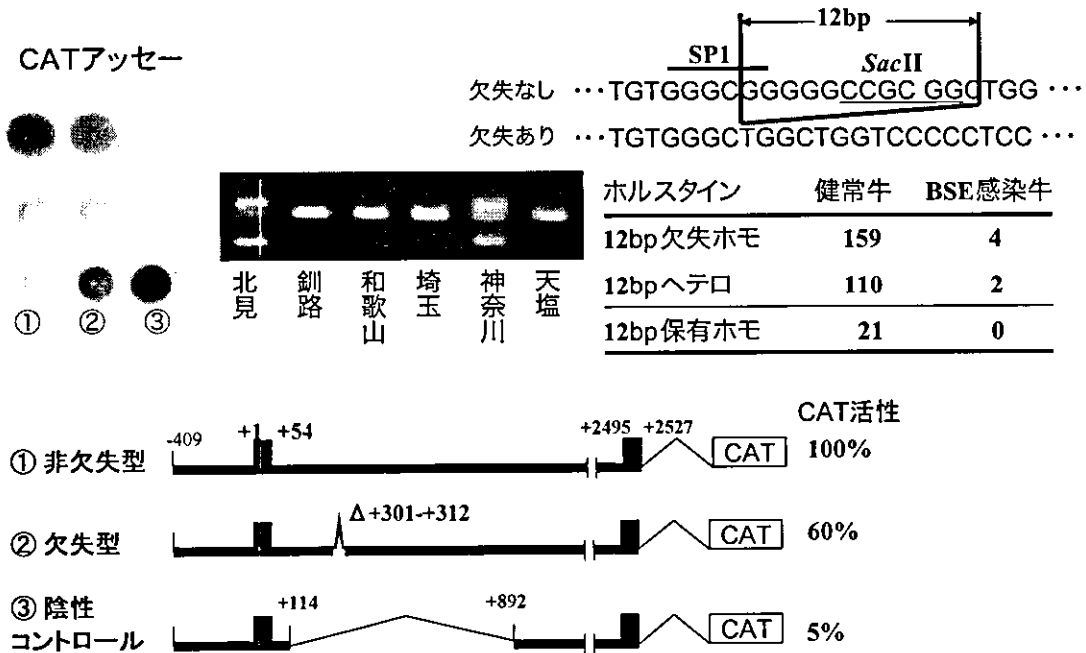 CATアッセー
① ② ③
北見 釧路 和歌山 埼玉 神奈川 天塩
12bp
SP1 SacII
欠失なし ···TGTGGGCGGGGGGCCGC GGCTGG ···
欠失あり ···TGTGGGCTGGCTGGTCCCCCTCC ···
ホルスタイン 健常牛 BSE感染牛
12bp欠失ホモ 159 4
12bpヘテロ 110 2
12bp保有ホモ 21 0
CAT活性
① 非欠失型 -409 +1 +54 +2495 +2527 CAT 100%
② 欠失型 Δ+301-+312 CAT 60%
③ 陰性
コントロール +114 +892 CAT 5%